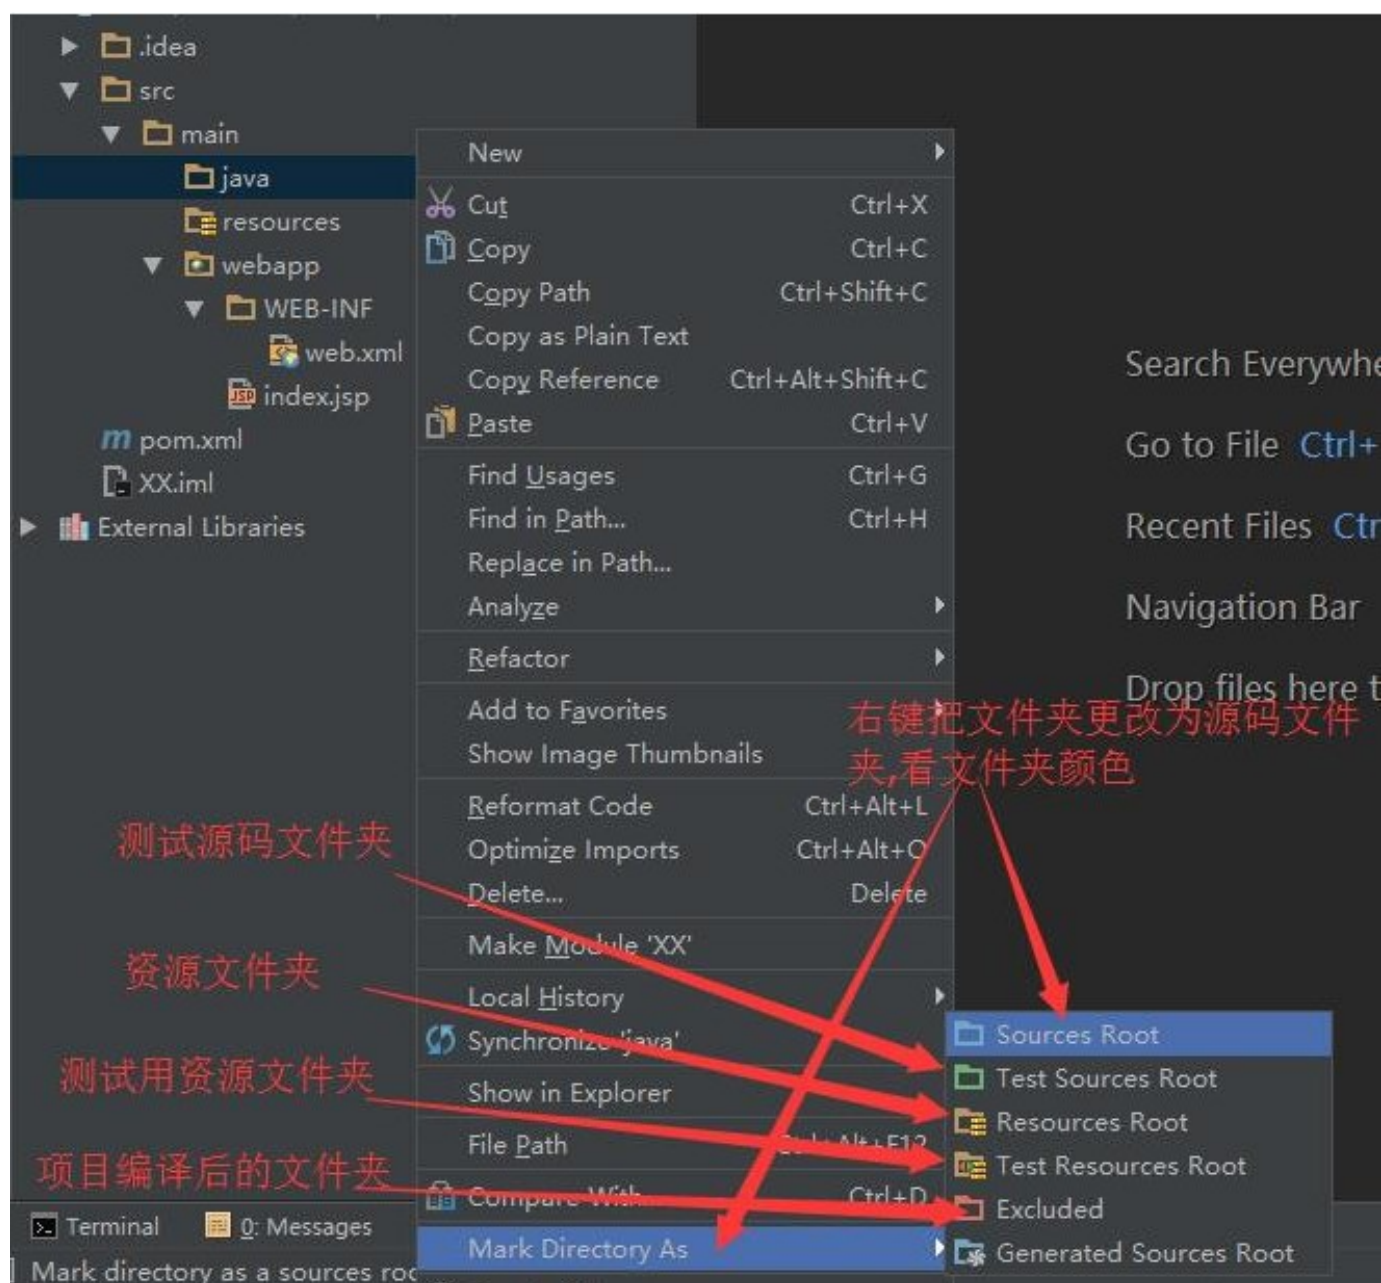 .idea
src
main
java
resources
webapp
WEB-INF
web.xml
index.jsp
pom.xml
XX.iml
External Libraries
New
Cut Ctrl+X
Copy Ctrl+C
Copy Path Ctrl+Shift+C
Copy as Plain Text
Copy Reference Ctrl+Alt+Shift+C
Paste Ctrl+V
Find Usages Ctrl+G
Find in Path... Ctrl+H
Replace in Path...
Analyze
Refactor
Add to Favorites
Show Image Thumbnails
Reformat Code Ctrl+Alt+L
Optimize Imports Ctrl+Alt+O
Delete... Delete
Make Module 'XX'
Local History
Synchronize 'java'
Show in Explorer
File Path Ctrl+Alt+F12
Compare With... Ctrl+D
Mark Directory As
Search Everywhe
Go to File Ctrl+
Recent Files Ctr
Navigation Bar
Drop files here t
右键把文件夹更改为源码文件
夹,看文件夹颜色
测试源码文件夹
资源文件夹
测试用资源文件夹
项目编译后的文件夹
Sources Root
Test Sources Root
Resources Root
Test Resources Root
Excluded
Generated Sources Root
Terminal
0: Messages
Mark directory as a sources roo